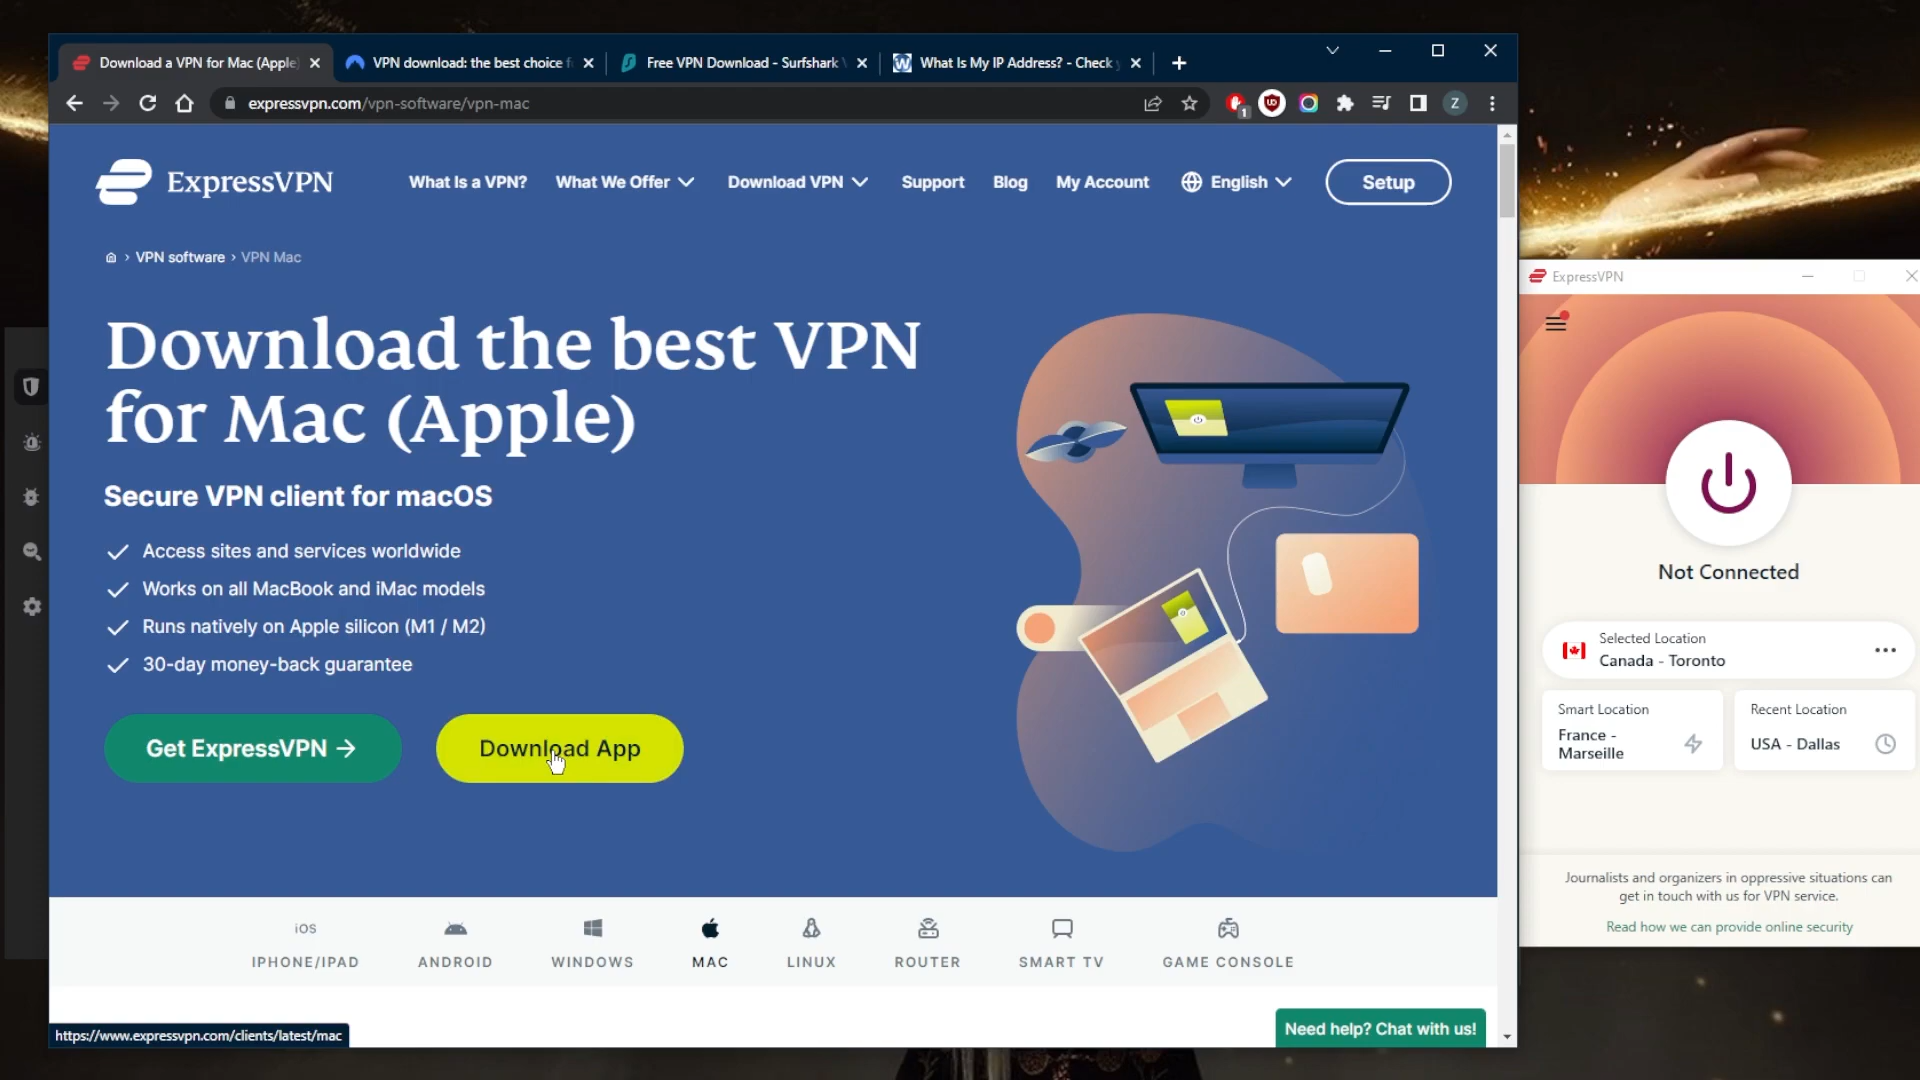 Download a VPN for Mac (Apple)
VPN download: the best choice f
Free VPN Download - Surfshark
What Is My IP Address? - Check
expressvpn.com/vpn-software/vpn-mac
1
Z
ExpressVPN
What Is a VPN?
What We Offer
Download VPN
Support
Blog
My Account
English
Setup
› VPN software › VPN Mac
Download the best VPN
for Mac (Apple)
Secure VPN client for macOS
Access sites and services worldwide
Works on all MacBook and iMac models
Runs natively on Apple silicon (M1 / M2)
30-day money-back guarantee
Get ExpressVPN →
Download App
iOS
IPHONE/IPAD
ANDROID
WINDOWS
MAC
LINUX
ROUTER
SMART TV
GAME CONSOLE
Need help? Chat with us!
https://www.expressvpn.com/clients/latest/mac
ExpressVPN
Not Connected
Selected Location
Canada - Toronto
Smart Location
France -
Marseille
Recent Location
USA - Dallas
Journalists and organizers in oppressive situations can
get in touch with us for VPN service.
Read how we can provide online security